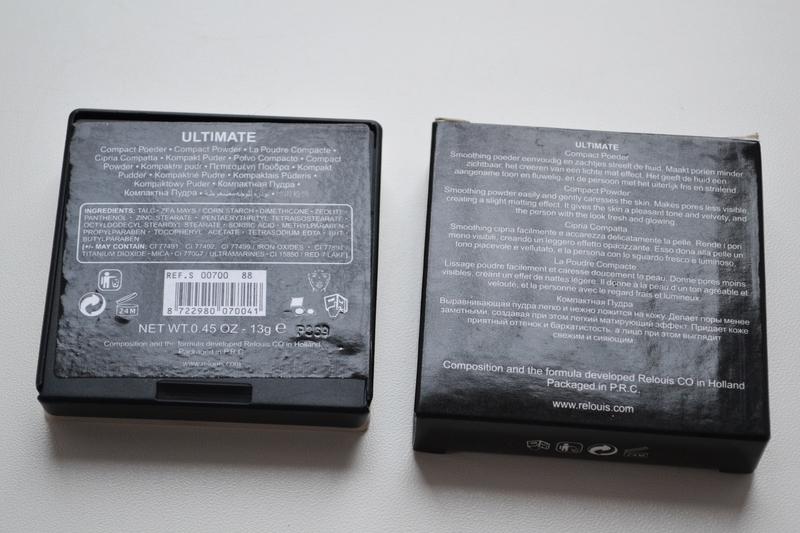 ULTIMATE
Compact Poeder • Compact Powder • La Poudre Compacte •
Cipria Compatta • Kompakt Puder • Polvo Compacto • Compact
Powder • Kompaktni pudr • Πεπιεσμένη Πούδρα • Kompakt
Pudder • Kompaktné Púdre • Kompaktais Pūderis •
Kompaktowy Puder • Компактная Пудра •
Компактна Пудра •
INGREDIENTS: TALC • ZEA MAYS / CORN STARCH • DIMETHICONE • ZEOLITE •
PANTHENOL • ZINC STEARATE • PENTAERYTHRITYL TETRAISOSTEARATE •
OCTYLDODECYL STEAROYL STEARATE • SORBIC ACID • METHYLPARABEN •
PROPYLPARABEN • TOCOPHERYL ACETATE • TETRASODIUM EDTA • BHT •
BUTYLPARABEN
[+/- MAY CONTAIN: CI 77491, CI 77492, CI 77499 / IRON OXIDES • CI 77891 /
TITANIUM DIOXIDE • MICA • CI 77007 / ULTRAMARINES • CI 15850 / RED 7 LAKE]
REF.S 00700 88
8 722980 070041
24M
NET WT.0.45 OZ - 13g ℮
Composition and the formula developed Relouis CO in Holland
Packaged in P.R.C.
www.relouis.com
ULTIMATE
Compact Poeder
Smoothing poeder eenvoudig en zachtjes streelt de huid. Maakt poriën minder
zichtbaar, het creëren van een lichte mat effect. Het geeft de huid een
aangename toon en fluweel, en de persoon met het uiterlijk fris en stralend.
Compact Powder
Smoothing powder easily and gently caresses the skin. Makes pores less visible,
creating a slight matting effect. It gives the skin a pleasant tone and velvety, and
the person with the look fresh and glowing.
Cipria Compatta
Smoothing cipria facilmente e accarezza delicatamente la pelle. Rende i pori
meno visibili, creando un leggero effetto opacizzante. Esso dona alla pelle un
tono piacevole e vellutato, e la persona con lo sguardo fresco e luminoso.
La Poudre Compacte
Lissage poudre facilement et caresse doucement la peau. Donne pores moins
visibles, créant un effet de nattes légère. Il donne à la peau d'un ton agréable et
velouté, et la personne avec le regard frais et lumineux.
Компактная Пудра
Выравнивающая пудра легко и нежно ложится на кожу. Делает поры менее
заметными, создавая при этом легкий матирующий эффект. Придает коже
приятный оттенок и бархатистость, а лицо при этом выглядит
свежим и сияющим.
Composition and the formula developed Relouis CO in Holland
Packaged in P.R.C.
www.relouis.com
24M